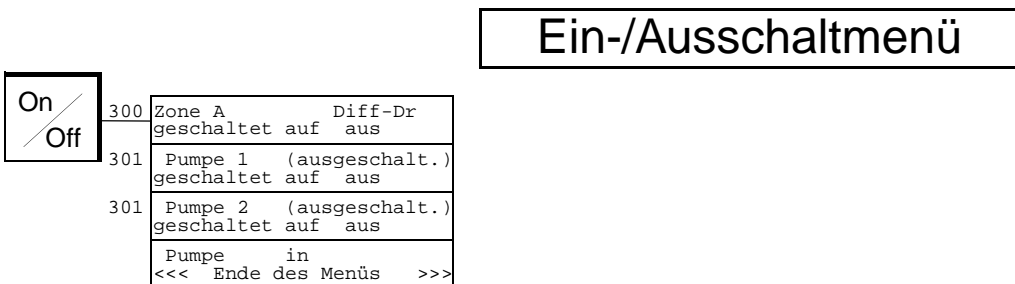 Ein-/Ausschaltmenü
On
Off
300 Zone A Diff-Dr
geschaltet auf aus
301 Pumpe 1 (ausgeschalt.)
geschaltet auf aus
301 Pumpe 2 (ausgeschalt.)
geschaltet auf aus
Pumpe in
<<< Ende des Menüs >>>